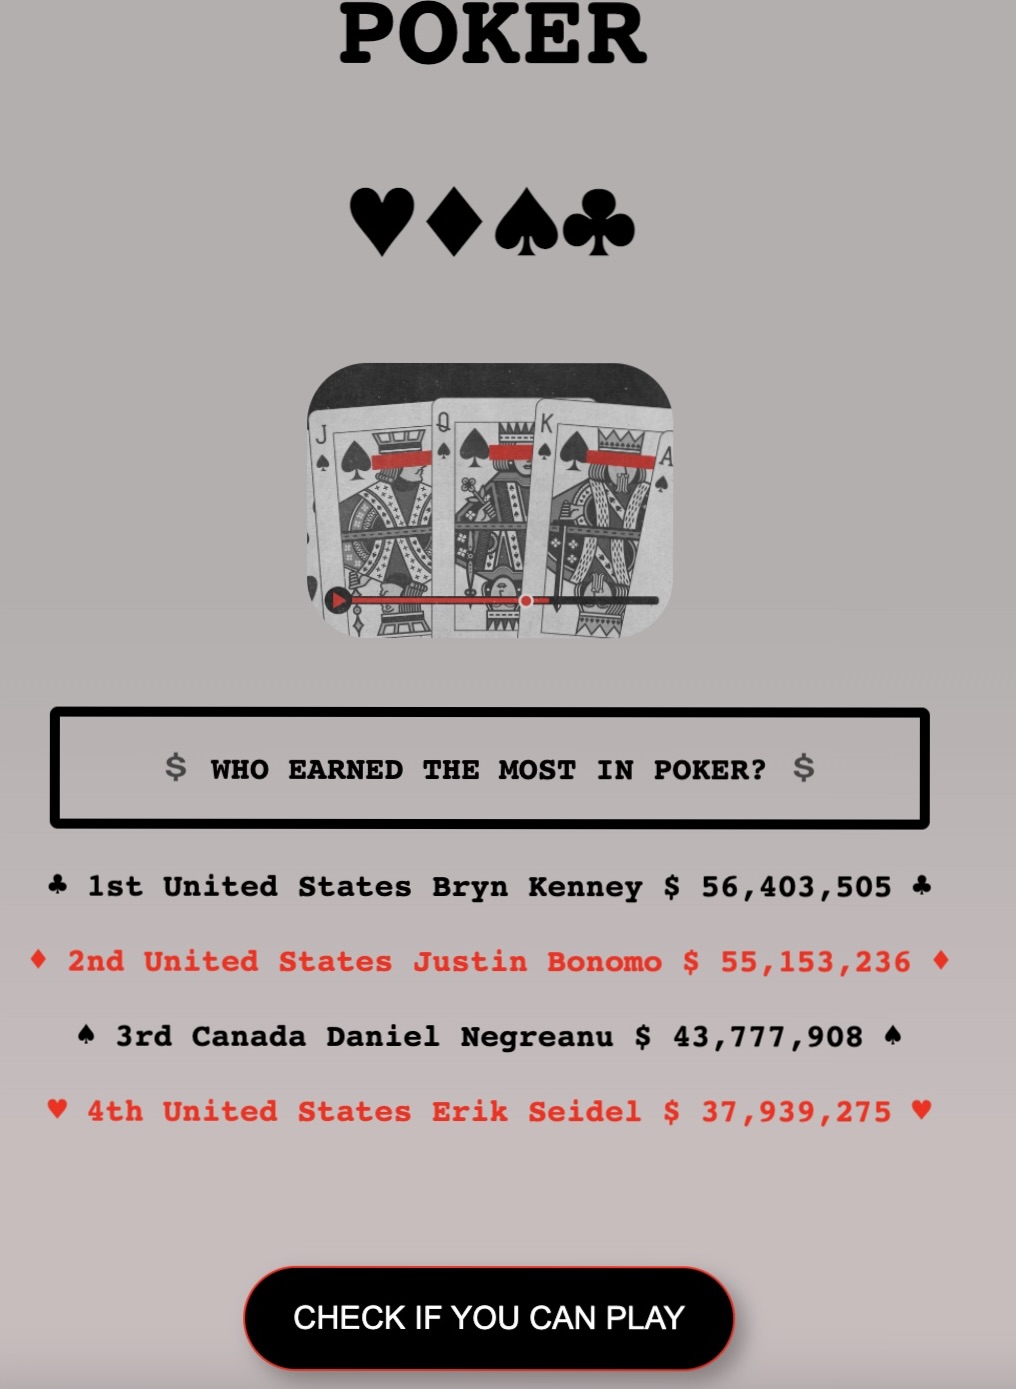 POKER
♥♦♠♣
J Q K A
$ WHO EARNED THE MOST IN POKER? $
♣ 1st United States Bryn Kenney $ 56,403,505 ♣
♦ 2nd United States Justin Bonomo $ 55,153,236 ♦
♠ 3rd Canada Daniel Negreanu $ 43,777,908 ♠
♥ 4th United States Erik Seidel $ 37,939,275 ♥
CHECK IF YOU CAN PLAY